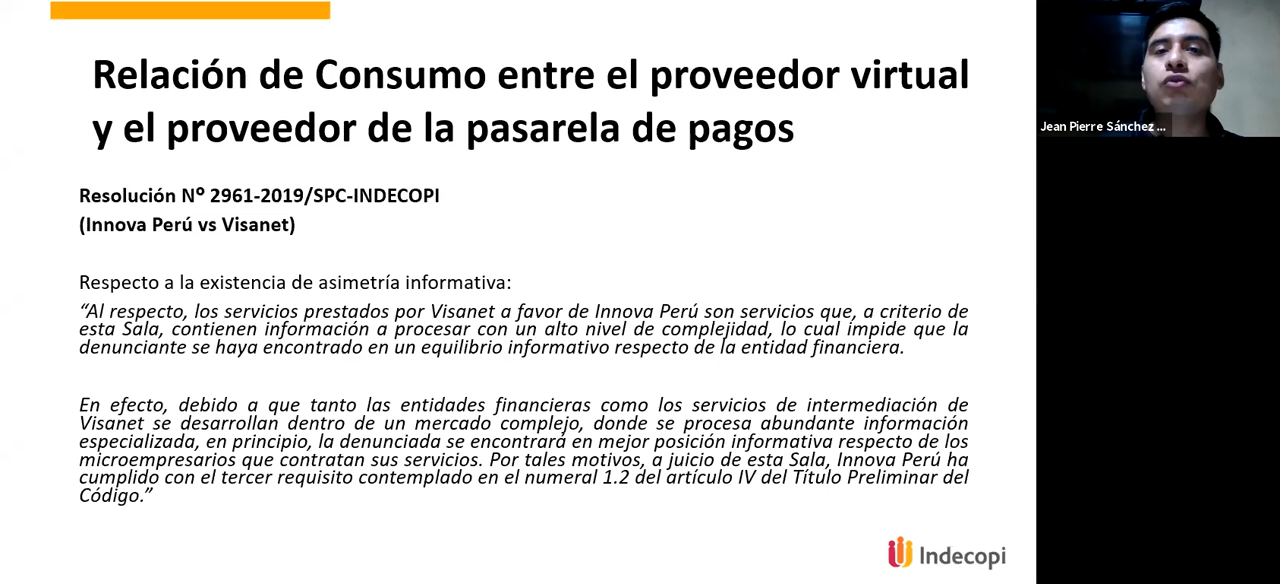 Relación de Consumo entre el proveedor virtual
y el proveedor de la pasarela de pagos
Resolución Nº 2961-2019/SPC-INDECOPI
(Innova Perú vs Visanet)
Respecto a la existencia de asimetría informativa:
“Al respecto, los servicios prestados por Visanet a favor de Innova Perú son servicios que, a criterio de
esta Sala, contienen información a procesar con un alto nivel de complejidad, lo cual impide que la
denunciante se haya encontrado en un equilibrio informativo respecto de la entidad financiera.
En efecto, debido a que tanto las entidades financieras como los servicios de intermediación de
Visanet se desarrollan dentro de un mercado complejo, donde se procesa abundante información
especializada, en principio, la denunciada se encontrará en mejor posición informativa respecto de los
microempresarios que contratan sus servicios. Por tales motivos, a juicio de esta Sala, Innova Perú ha
cumplido con el tercer requisito contemplado en el numeral 1.2 del artículo IV del Título Preliminar del
Código.”
Indecopi
Jean Pierre Sánchez ...